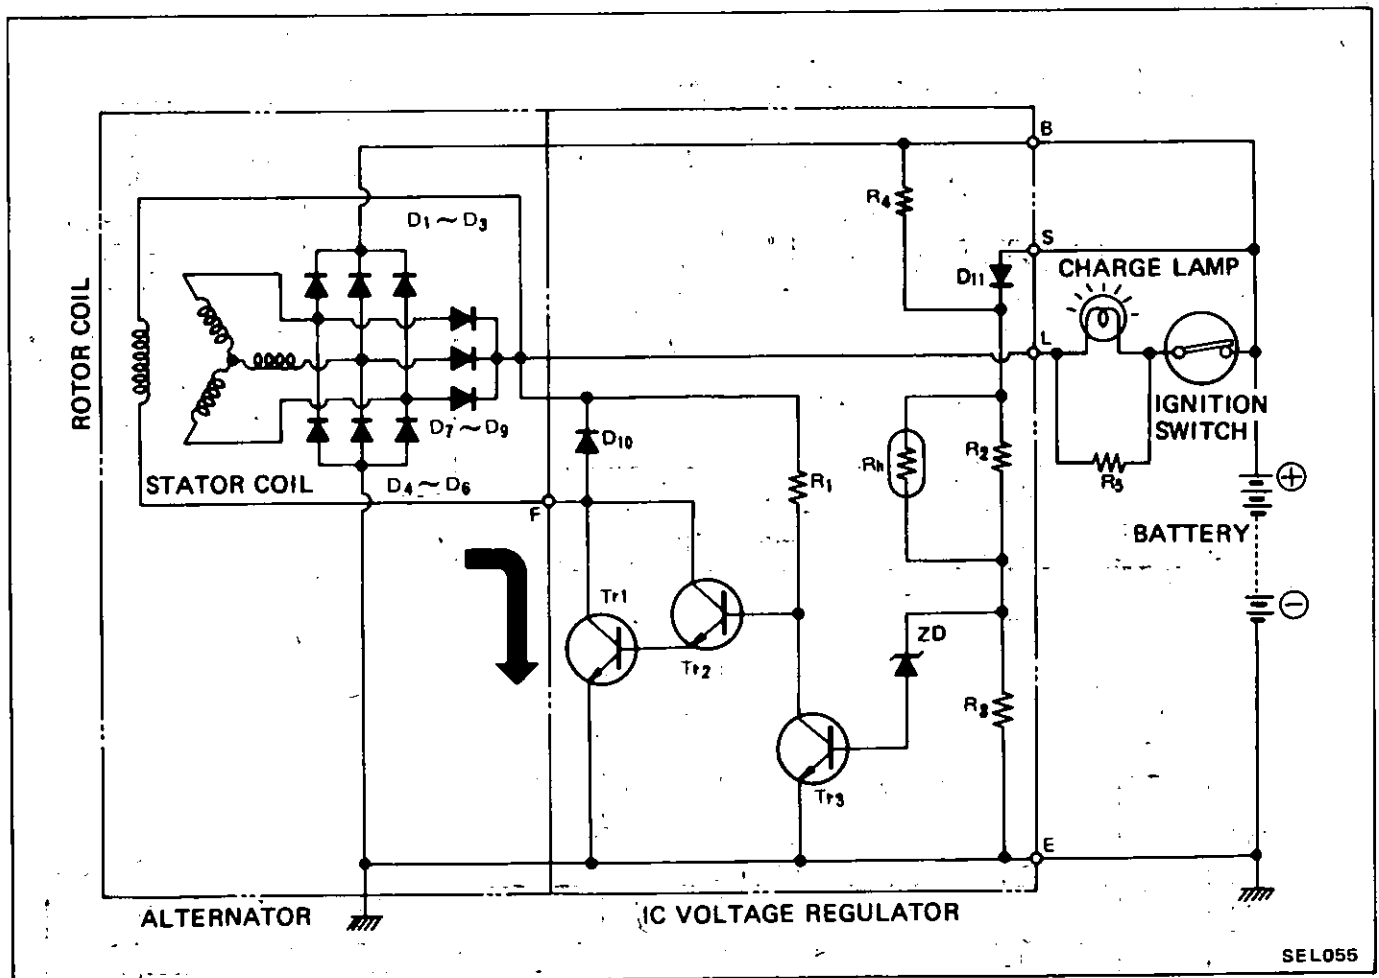 B
R4
D1~D3
S
D11
CHARGE LAMP
L
ROTOR COIL
IGNITION
SWITCH
D7~D9
D10
Rh
R2
R1
R5
STATOR COIL
D4~D6
F
⊕
BATTERY
Tr1
ZD
⊖
Tr2
R3
Tr3
E
ALTERNATOR
IC VOLTAGE REGULATOR
SEL055